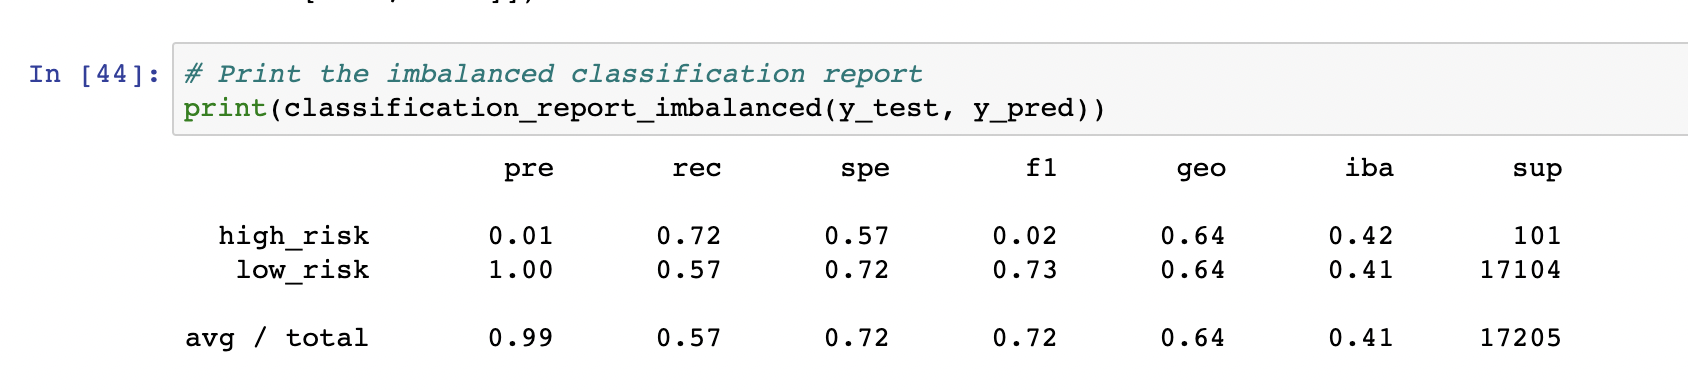 In [44]: # Print the imbalanced classification report
print(classification_report_imbalanced(y_test, y_pred))
pre rec spe f1 geo iba sup
high_risk 0.01 0.72 0.57 0.02 0.64 0.42 101
low_risk 1.00 0.57 0.72 0.73 0.64 0.41 17104
avg / total 0.99 0.57 0.72 0.72 0.64 0.41 17205